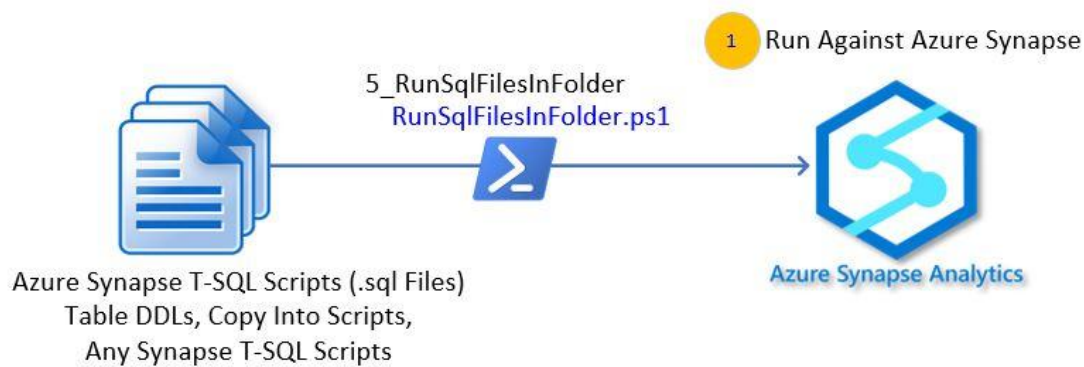 1 Run Against Azure Synapse
5_RunSqlFilesInFolder
RunSqlFilesInFolder.ps1
Azure Synapse Analytics
Azure Synapse T-SQL Scripts (.sql Files)
Table DDLs, Copy Into Scripts,
Any Synapse T-SQL Scripts